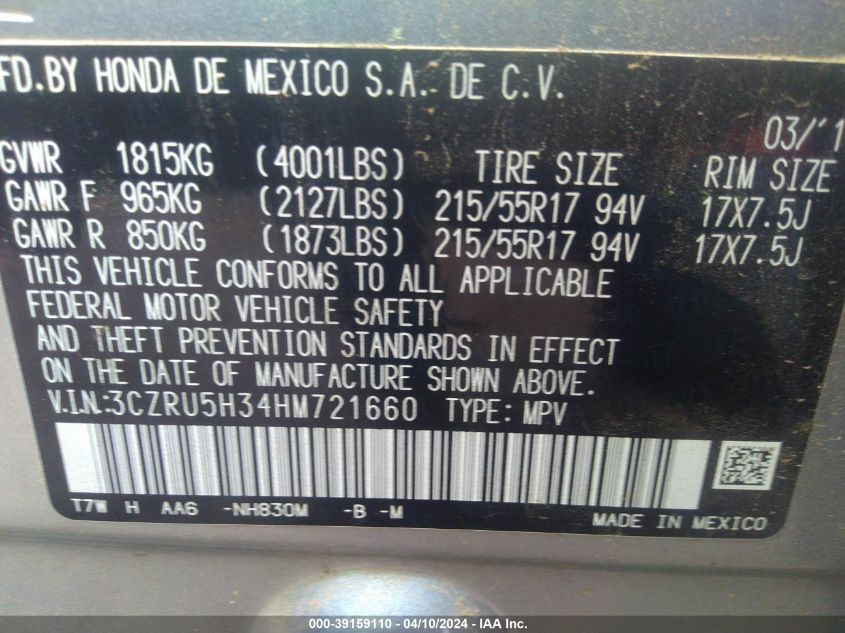 FD.BY HONDA DE MEXICO S.A. DE C.V.
03/'1
GVWR 1815KG (4001LBS) TIRE SIZE RIM SIZE
GAWR F 965KG (2127LBS) 215/55R17 94V 17X7.5J
GAWR R 850KG (1873LBS) 215/55R17 94V 17X7.5J
THIS VEHICLE CONFORMS TO ALL APPLICABLE
FEDERAL MOTOR VEHICLE SAFETY
AND THEFT PREVENTION STANDARDS IN EFFECT
ON THE DATE OF MANUFACTURE SHOWN ABOVE.
V.I.N.:3CZRU5H34HM721660 TYPE: MPV
T7W H AA6 -NH830M -B -M
MADE IN MEXICO
000-39159110 - 04/10/2024 - IAA Inc.